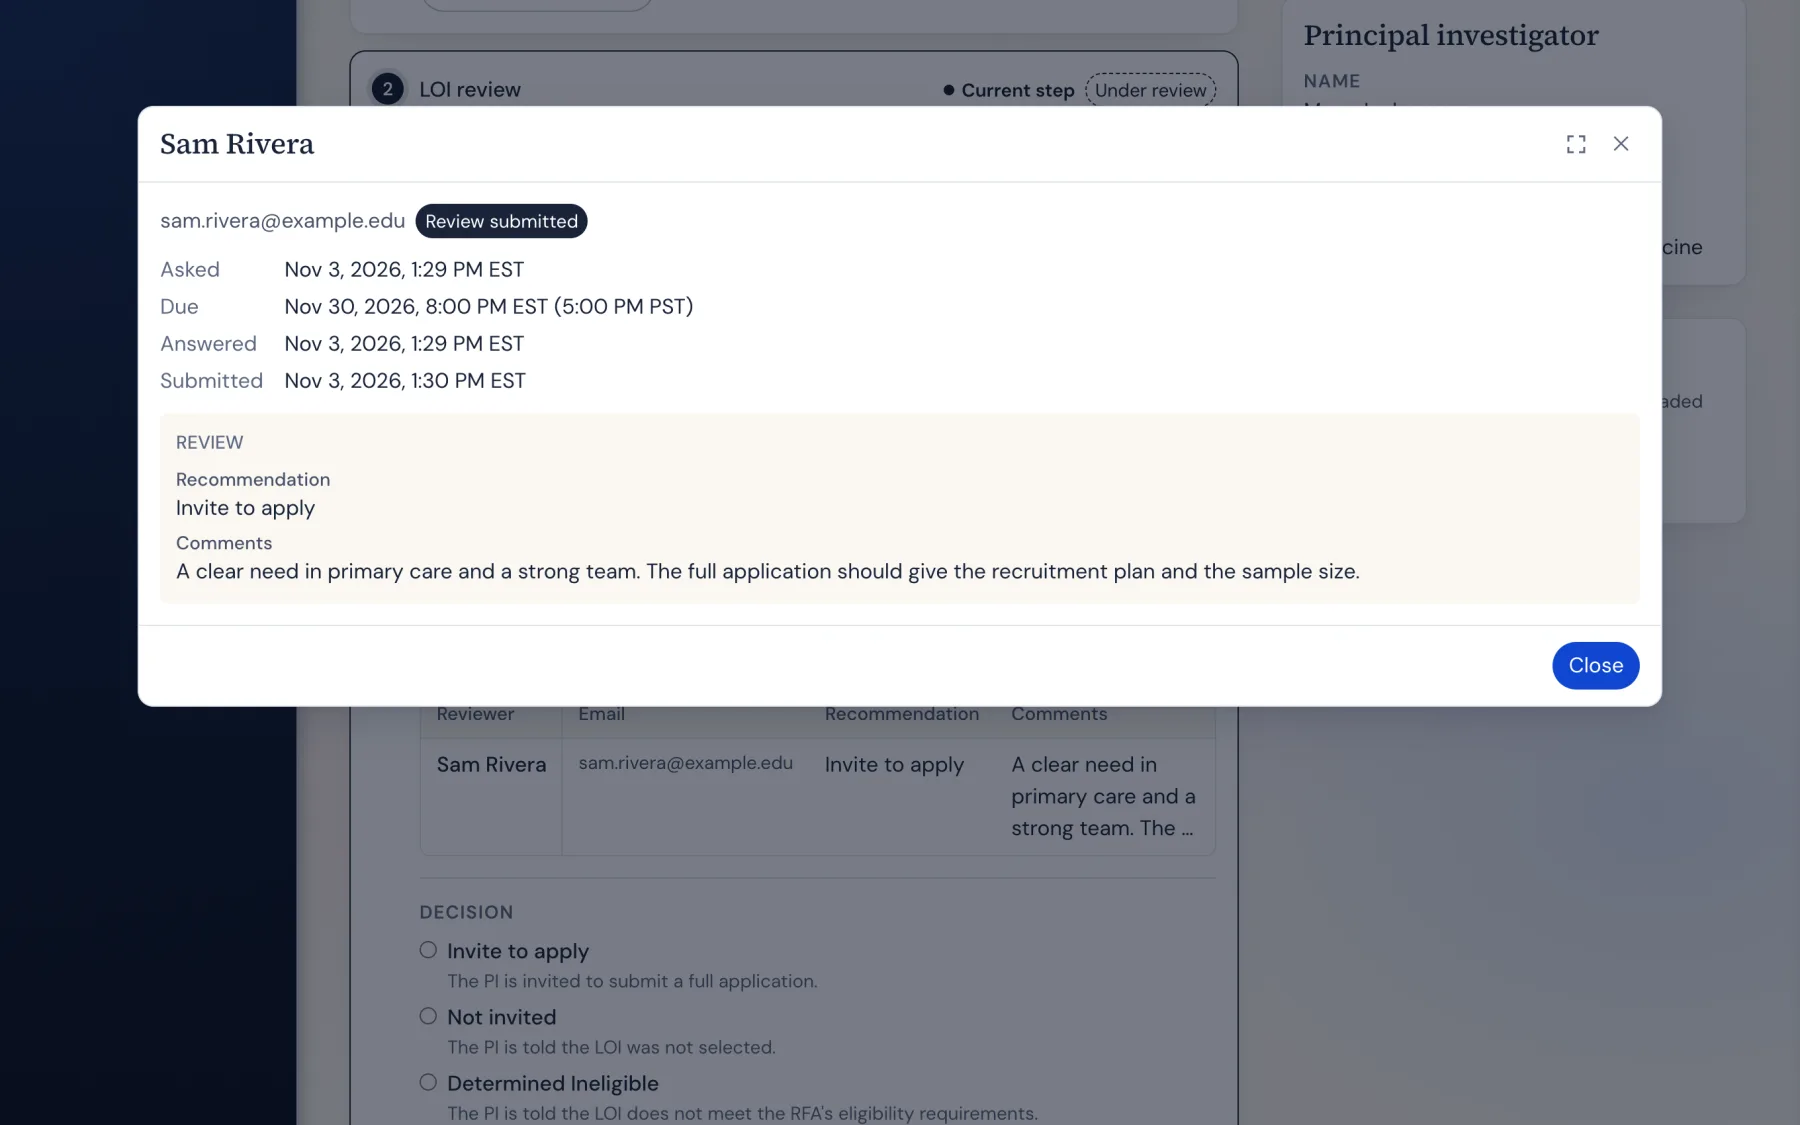 Principal investigator
NAME
2
LOI review
Current step
Under review
Sam Rivera
sam.rivera@example.edu
Review submitted
Asked Nov 3, 2026, 1:29 PM EST
Due Nov 30, 2026, 8:00 PM EST (5:00 PM PST)
Answered Nov 3, 2026, 1:29 PM EST
Submitted Nov 3, 2026, 1:30 PM EST
cine
aded
REVIEW
Recommendation
Invite to apply
Comments
A clear need in primary care and a strong team. The full application should give the recruitment plan and the sample size.
Close
Reviewer Email Recommendation Comments
Sam Rivera sam.rivera@example.edu Invite to apply A clear need in
primary care and a
strong team. The ...
DECISION
Invite to apply
The PI is invited to submit a full application.
Not invited
The PI is told the LOI was not selected.
Determined Ineligible
The PI is told the LOI does not meet the RFA's eligibility requirements.